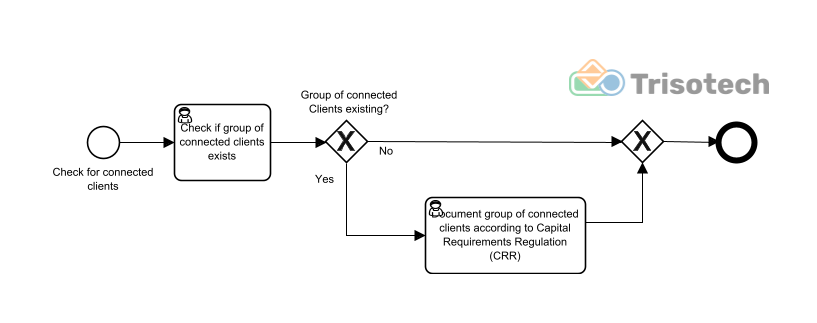 Trisotech
Group of connected
Clients existing?
Check if group of
connected clients
exists
No
Check for connected
clients
Yes
Document group of connected
clients according to Capital
Requirements Regulation
(CRR)